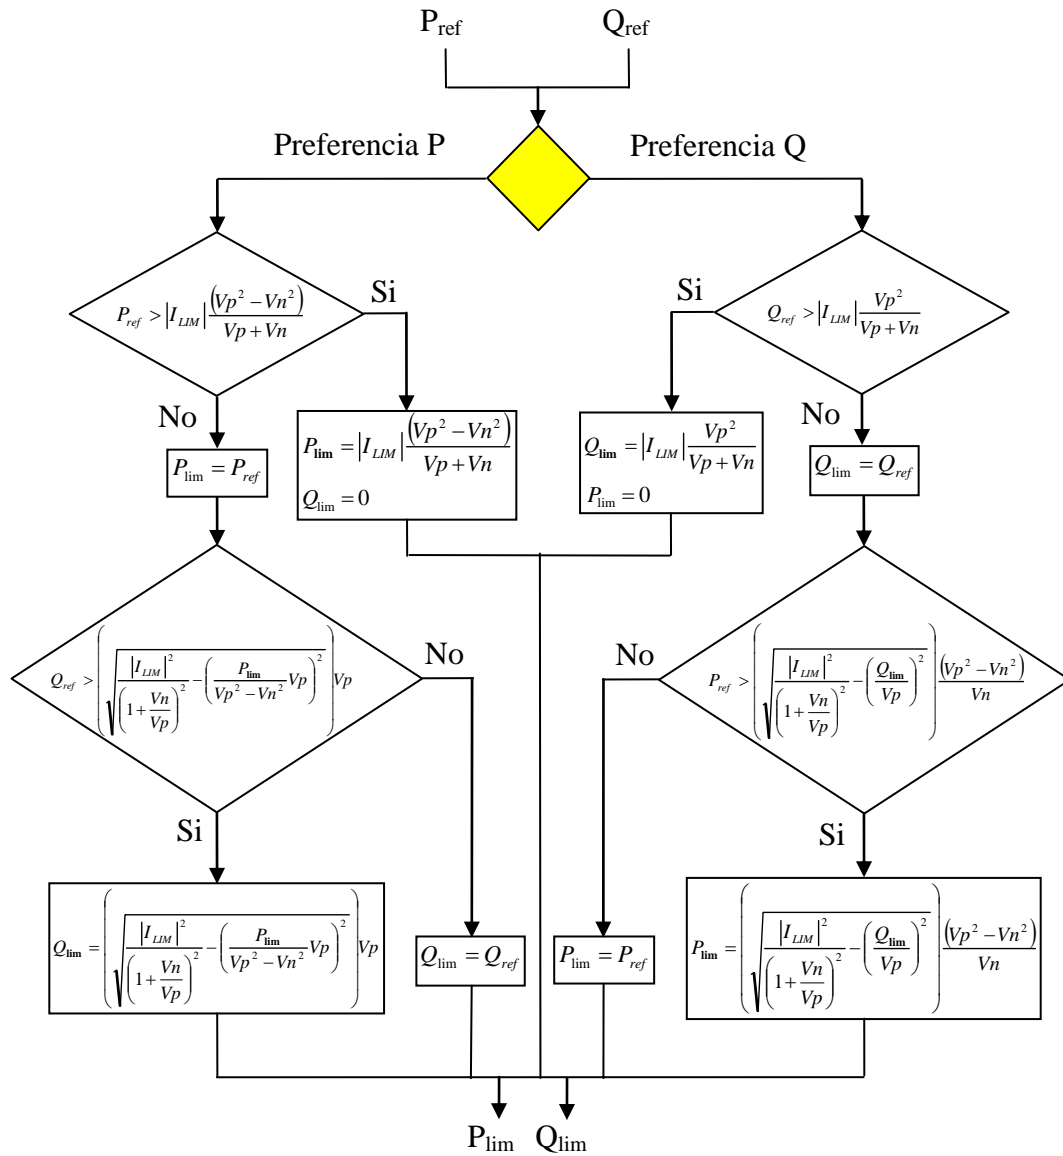 P_ref Q_ref
Preferencia P Preferencia Q
P_ref > |I_LIM| (Vp² − Vn²) / (Vp + Vn)
Si
Si
Q_ref > |I_LIM| Vp² / (Vp + Vn)
No
No
P_lim = P_ref
P_lim = |I_LIM| (Vp² − Vn²) / (Vp + Vn)
Q_lim = 0
Q_lim = |I_LIM| Vp² / (Vp + Vn)
P_lim = 0
Q_lim = Q_ref
Q_ref > (√(|I_LIM|² / (1 + Vn/Vp)² − (P_lim / (Vp² − Vn²) Vp)²)) Vp
No
No
P_ref > (√(|I_LIM|² / (1 + Vn/Vp)² − (Q_lim / Vp)²)) (Vp² − Vn²) / Vn
Si
Si
Q_lim = (√(|I_LIM|² / (1 + Vn/Vp)² − (P_lim / (Vp² − Vn²) Vp)²)) Vp
Q_lim = Q_ref
P_lim = P_ref
P_lim = (√(|I_LIM|² / (1 + Vn/Vp)² − (Q_lim / Vp)²)) (Vp² − Vn²) / Vn
P_lim Q_lim